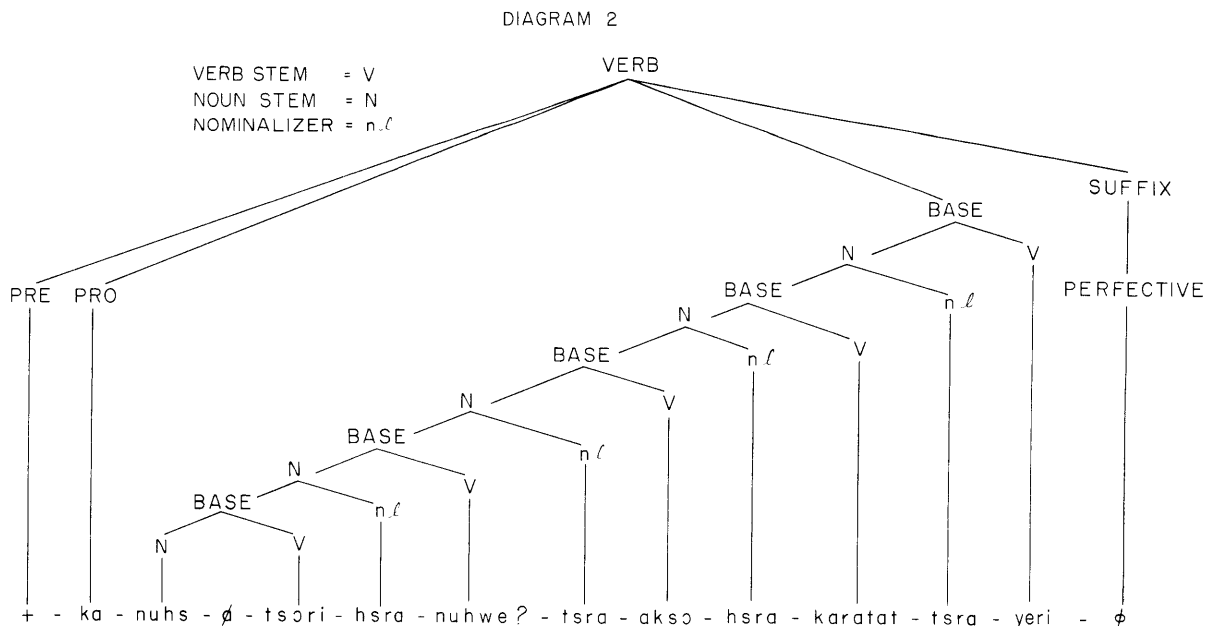 DIAGRAM 2
VERB
VERB STEM = V
NOUN STEM = N
NOMINALIZER = nl
SUFFIX
BASE
N V
PRE PRO BASE nl PERFECTIVE
N V
BASE nl
N V
BASE nl
N V
BASE nl
N V
+ - ka - nuhs - ø - tsɔri - hsra - nuhwe? - tsra - aksɔ - hsra - karatat - tsra - yeri - ø